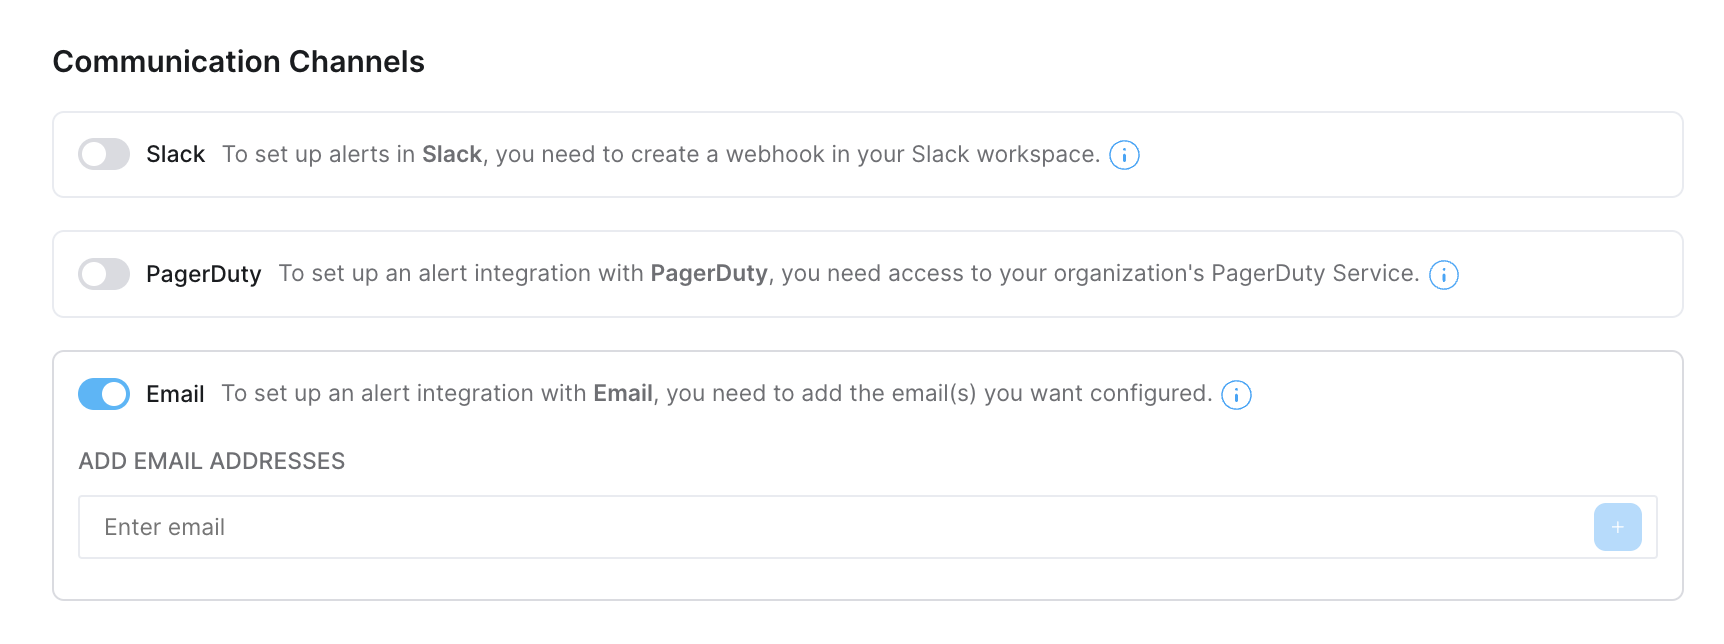 Communication Channels
Slack To set up alerts in Slack, you need to create a webhook in your Slack workspace.
PagerDuty To set up an alert integration with PagerDuty, you need access to your organization's PagerDuty Service.
Email To set up an alert integration with Email, you need to add the email(s) you want configured.
ADD EMAIL ADDRESSES
Enter email